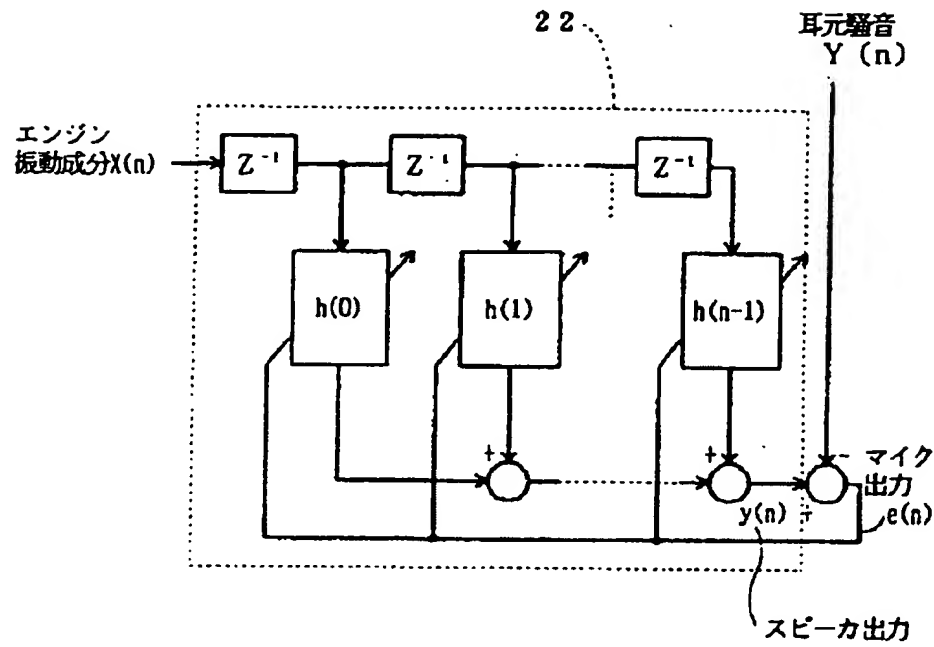 ２２
耳元騒音
Y (n)
エンジン
振動成分X(n)
Z⁻¹
Z⁻¹
Z⁻¹
h(0)
h(1)
h(n-1)
+
+
-
マイク
出力
y(n)
+
e(n)
スピーカ出力